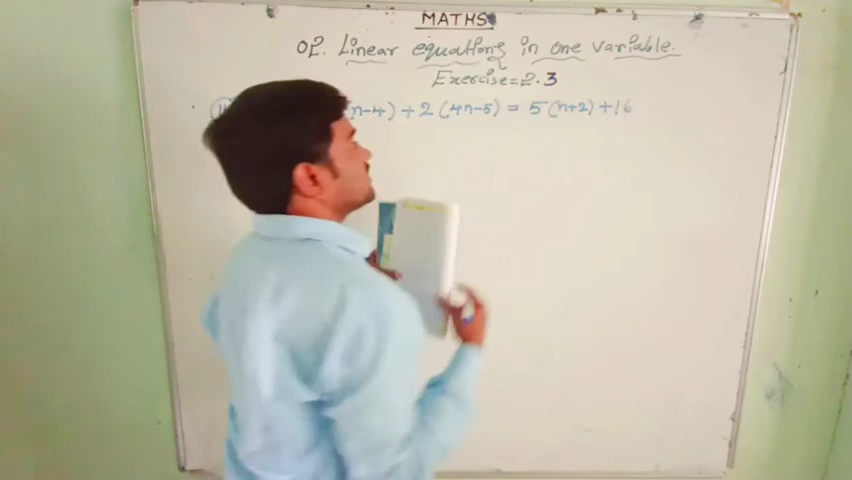 MATHS
02. Linear equations in one variable.
Exercise = 2.3
(n-4) + 2 (4n-5) = 5 (n+2) + 16